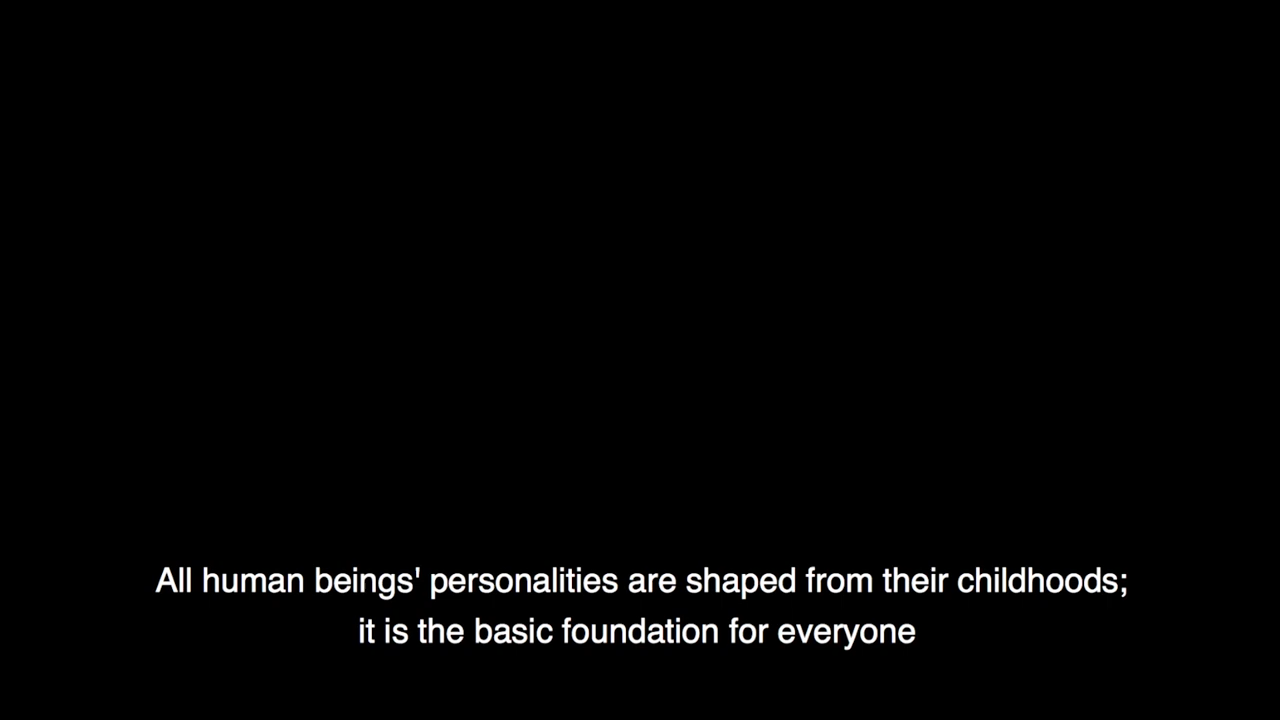 All human beings' personalities are shaped from their childhoods;
it is the basic foundation for everyone